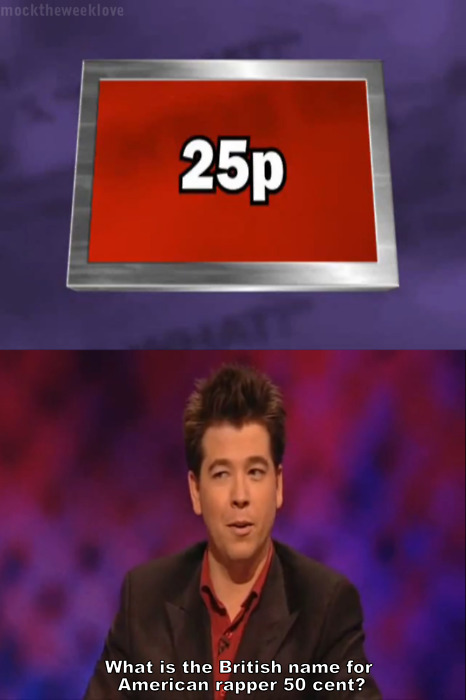 mocktheweeklove
25p
What is the British name for
American rapper 50 cent?